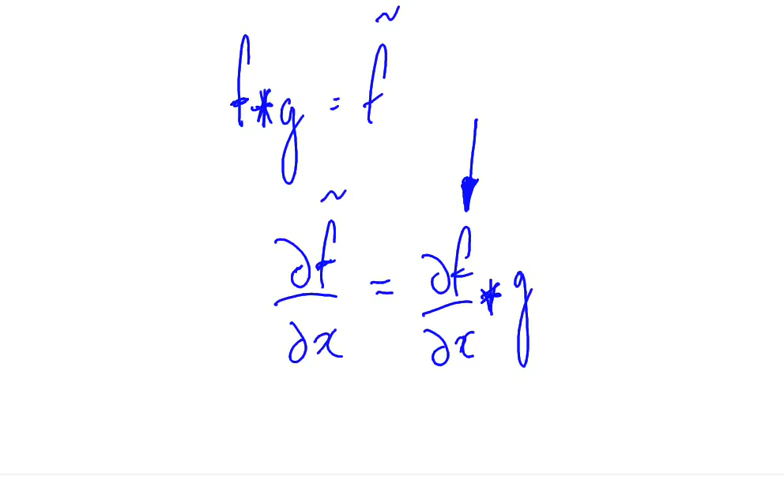 f*g = f̃
∂f̃/∂x = ∂f/∂x * g